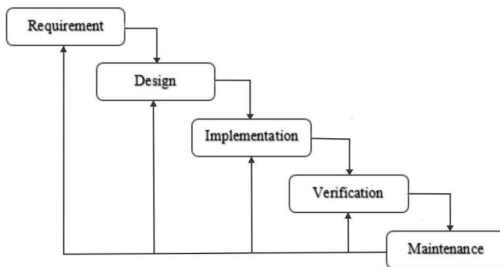 Requirement
Design
Implementation
Verification
Maintenance